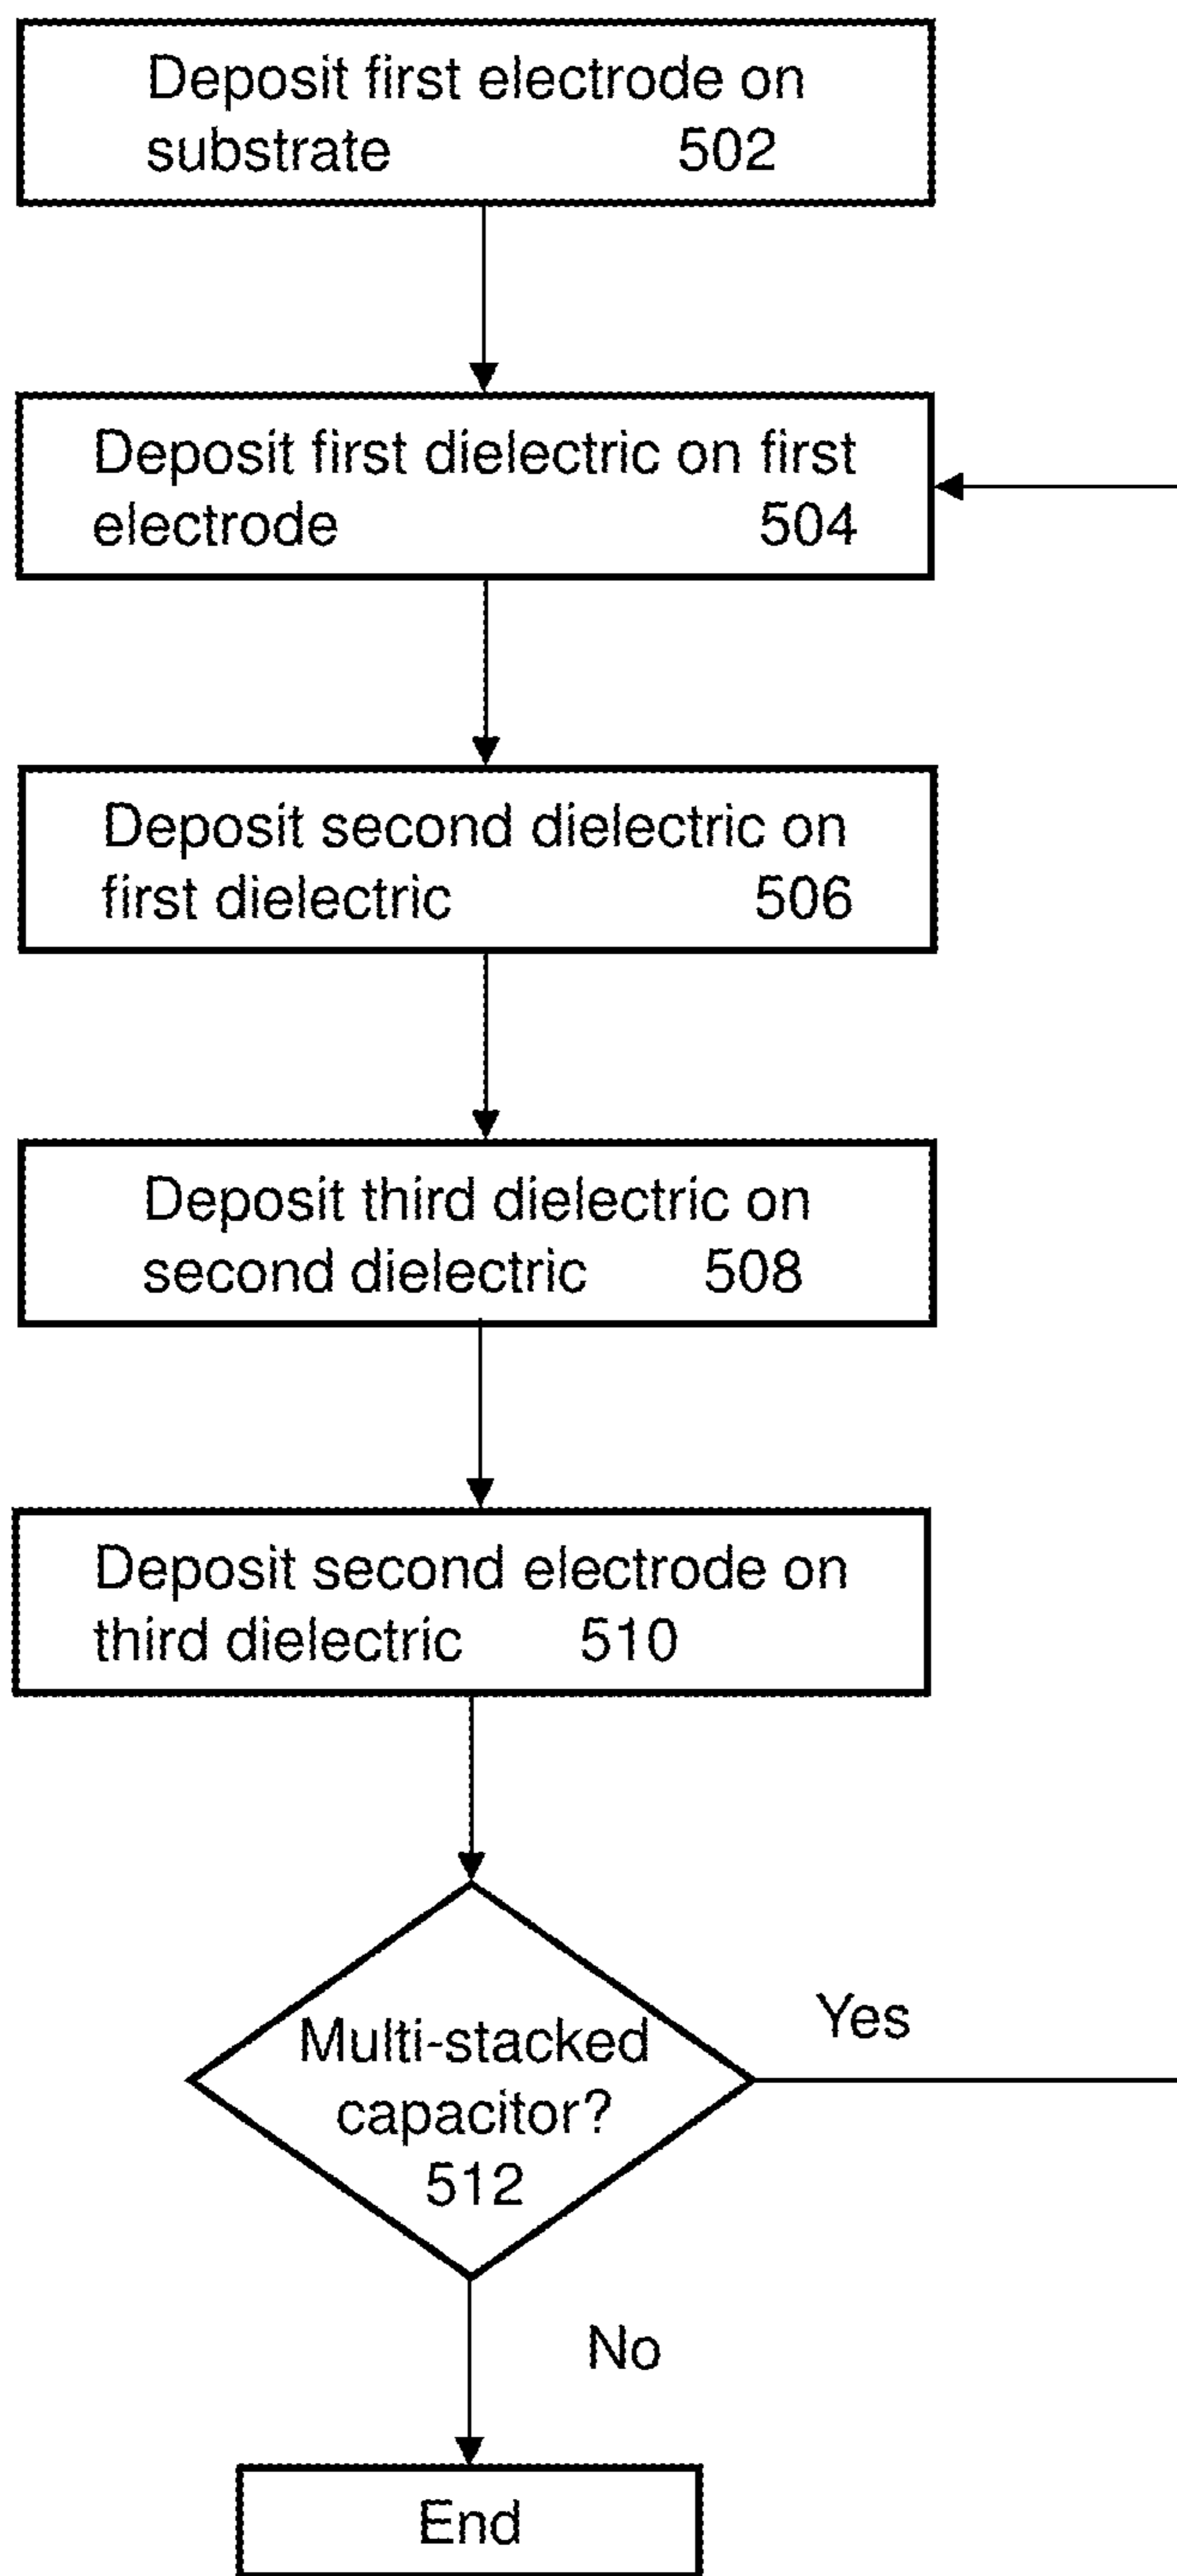 Deposit first electrode on
substrate 502
Deposit first dielectric on first
electrode 504
Deposit second dielectric on
first dielectric 506
Deposit third dielectric on
second dielectric 508
Deposit second electrode on
third dielectric 510
Multi-stacked
capacitor?
512
Yes
No
End